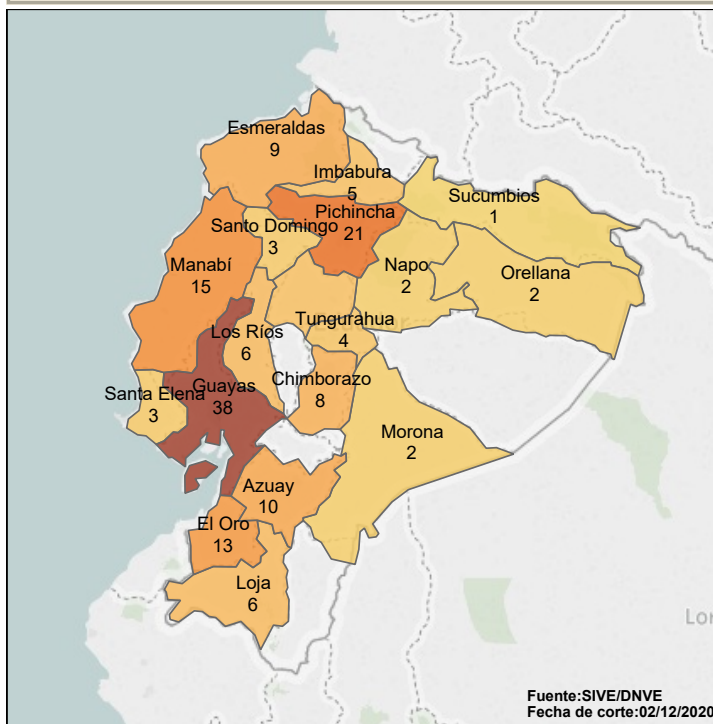 Esmeraldas
9
Imbabura
5
Sucumbios
1
Pichincha
21
Santo Domingo
3
Manabí
15
Napo
2
Orellana
2
Tungurahua
4
Los Ríos
6
Chimborazo
8
Santa Elena
3
Guayas
38
Morona
2
Azuay
10
El Oro
13
Loja
6
Lor
Fuente:SIVE/DNVE
Fecha de corte:02/12/2020